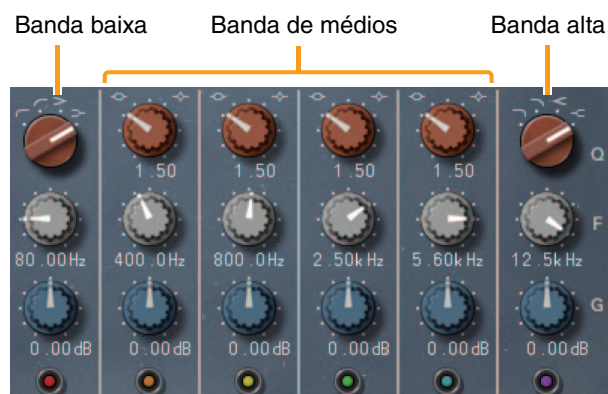 Banda baixa Banda de médios Banda alta
1.50 1.50 1.50 1.50 Q
80.00Hz 400.0Hz 800.0Hz 2.50kHz 5.60kHz 12.5kHz F
0.00dB 0.00dB 0.00dB 0.00dB 0.00dB 0.00dB G